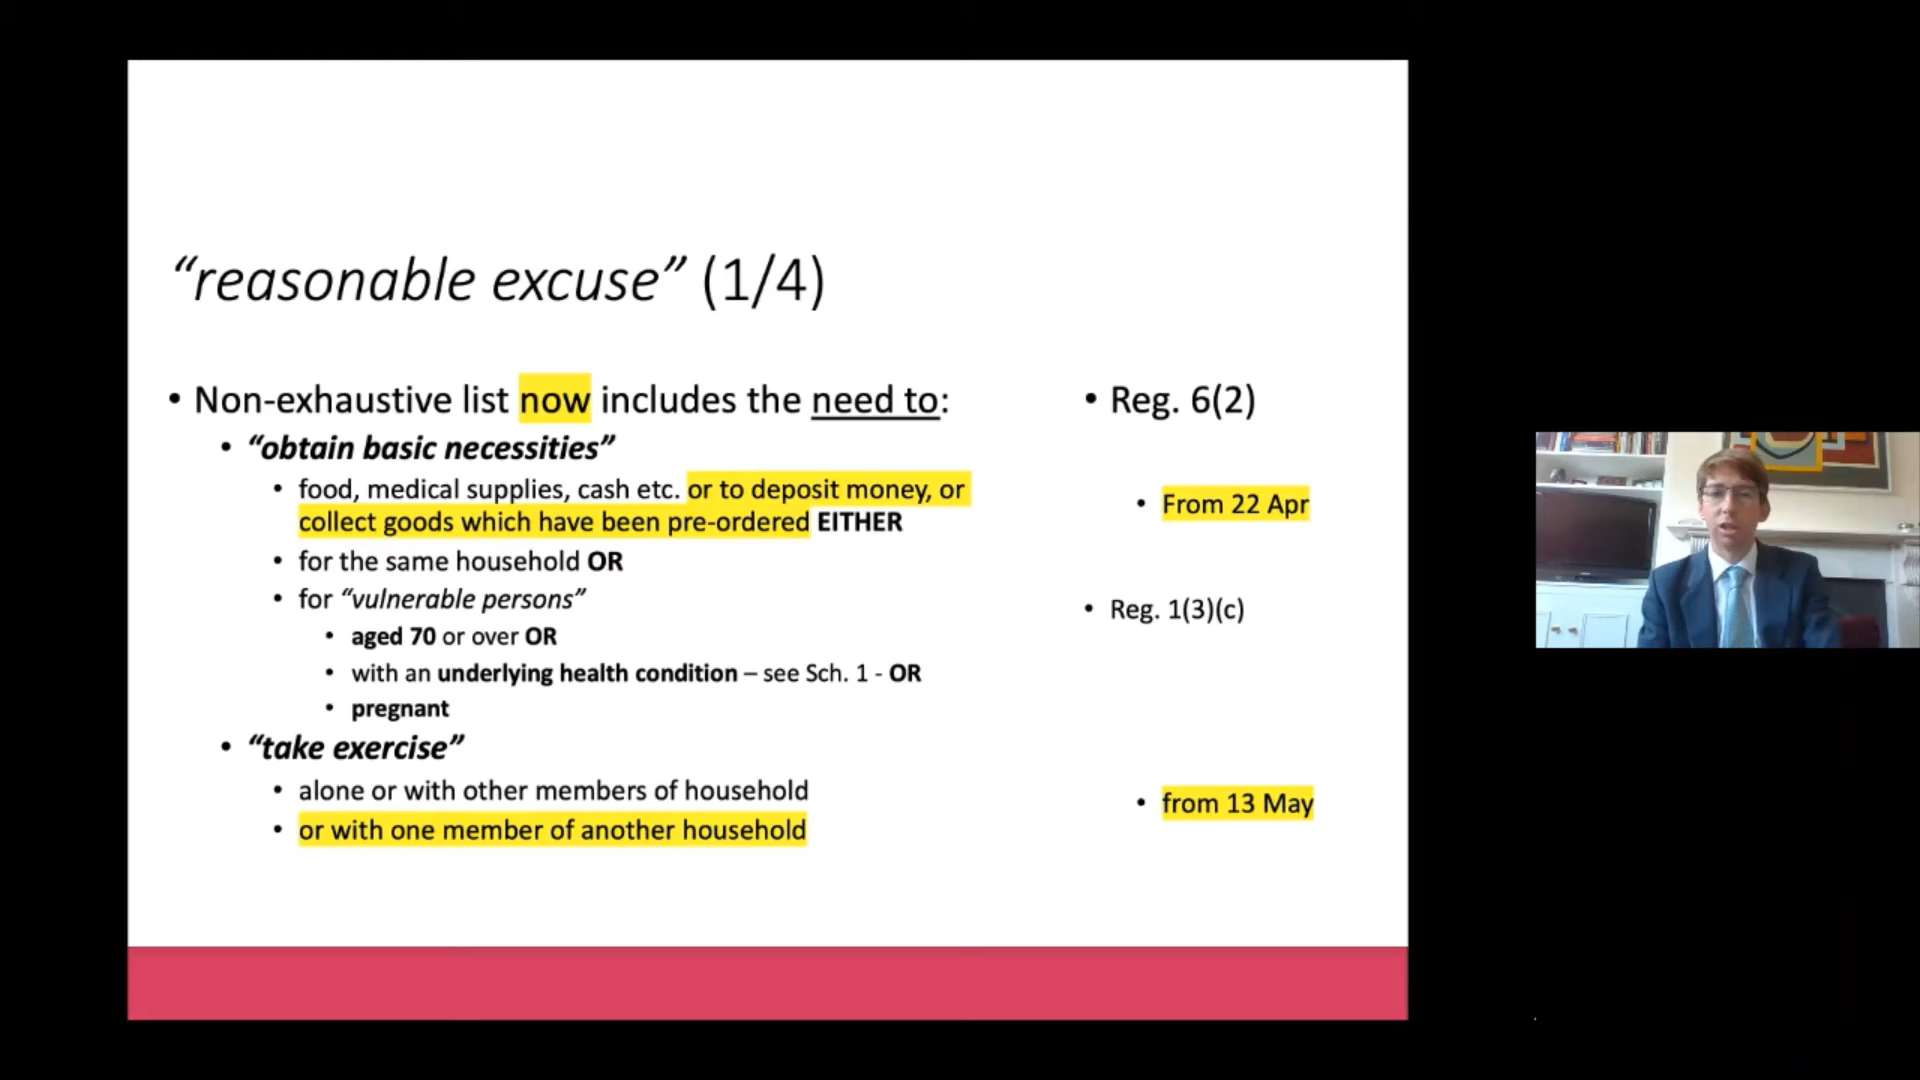 “reasonable excuse” (1/4)
• Non-exhaustive list now includes the need to:
• “obtain basic necessities”
• food, medical supplies, cash etc. or to deposit money, or
collect goods which have been pre-ordered EITHER
• for the same household OR
• for “vulnerable persons”
• aged 70 or over OR
• with an underlying health condition – see Sch. 1 - OR
• pregnant
• “take exercise”
• alone or with other members of household
• or with one member of another household
• Reg. 6(2)
• From 22 Apr
• Reg. 1(3)(c)
• from 13 May